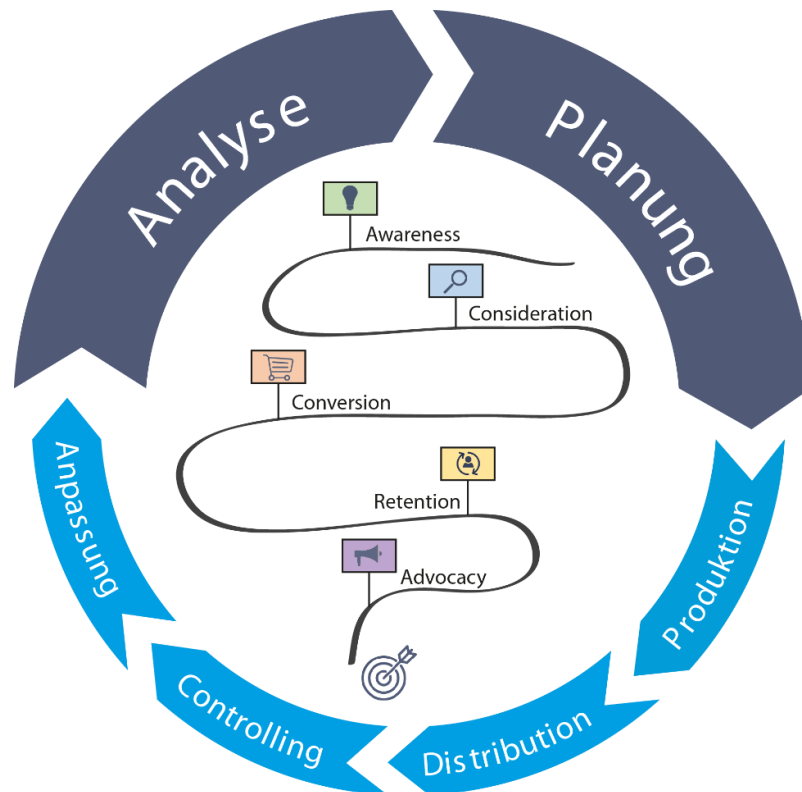 Analyse
Planung
Awareness
Consideration
Conversion
Retention
Advocacy
Produktion
Distribution
Controlling
Anpassung